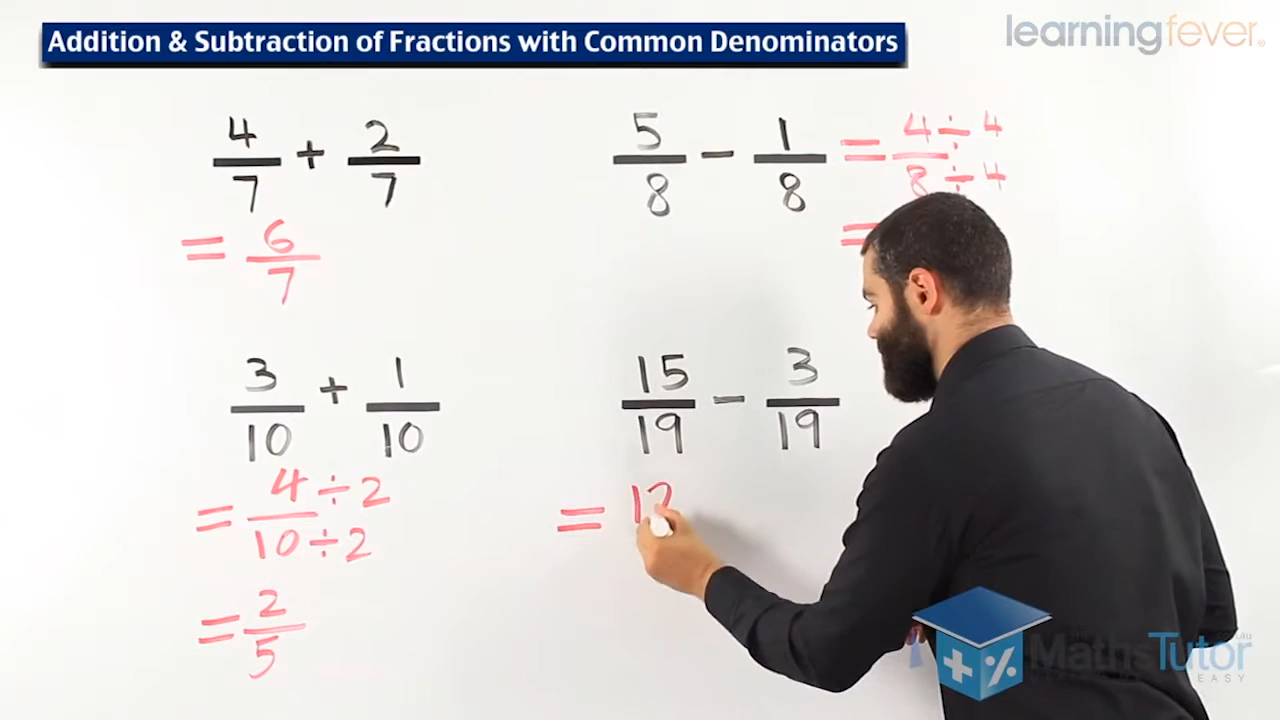 Addition & Subtraction of Fractions with Common Denominators
learningfever
4/7 + 2/7
= 6/7
5/8 - 1/8 = 4÷4/8÷4
=
3/10 + 1/10
= 4÷2/10÷2
= 2/5
15/19 - 3/19
= 12
MathsTutor
EASY